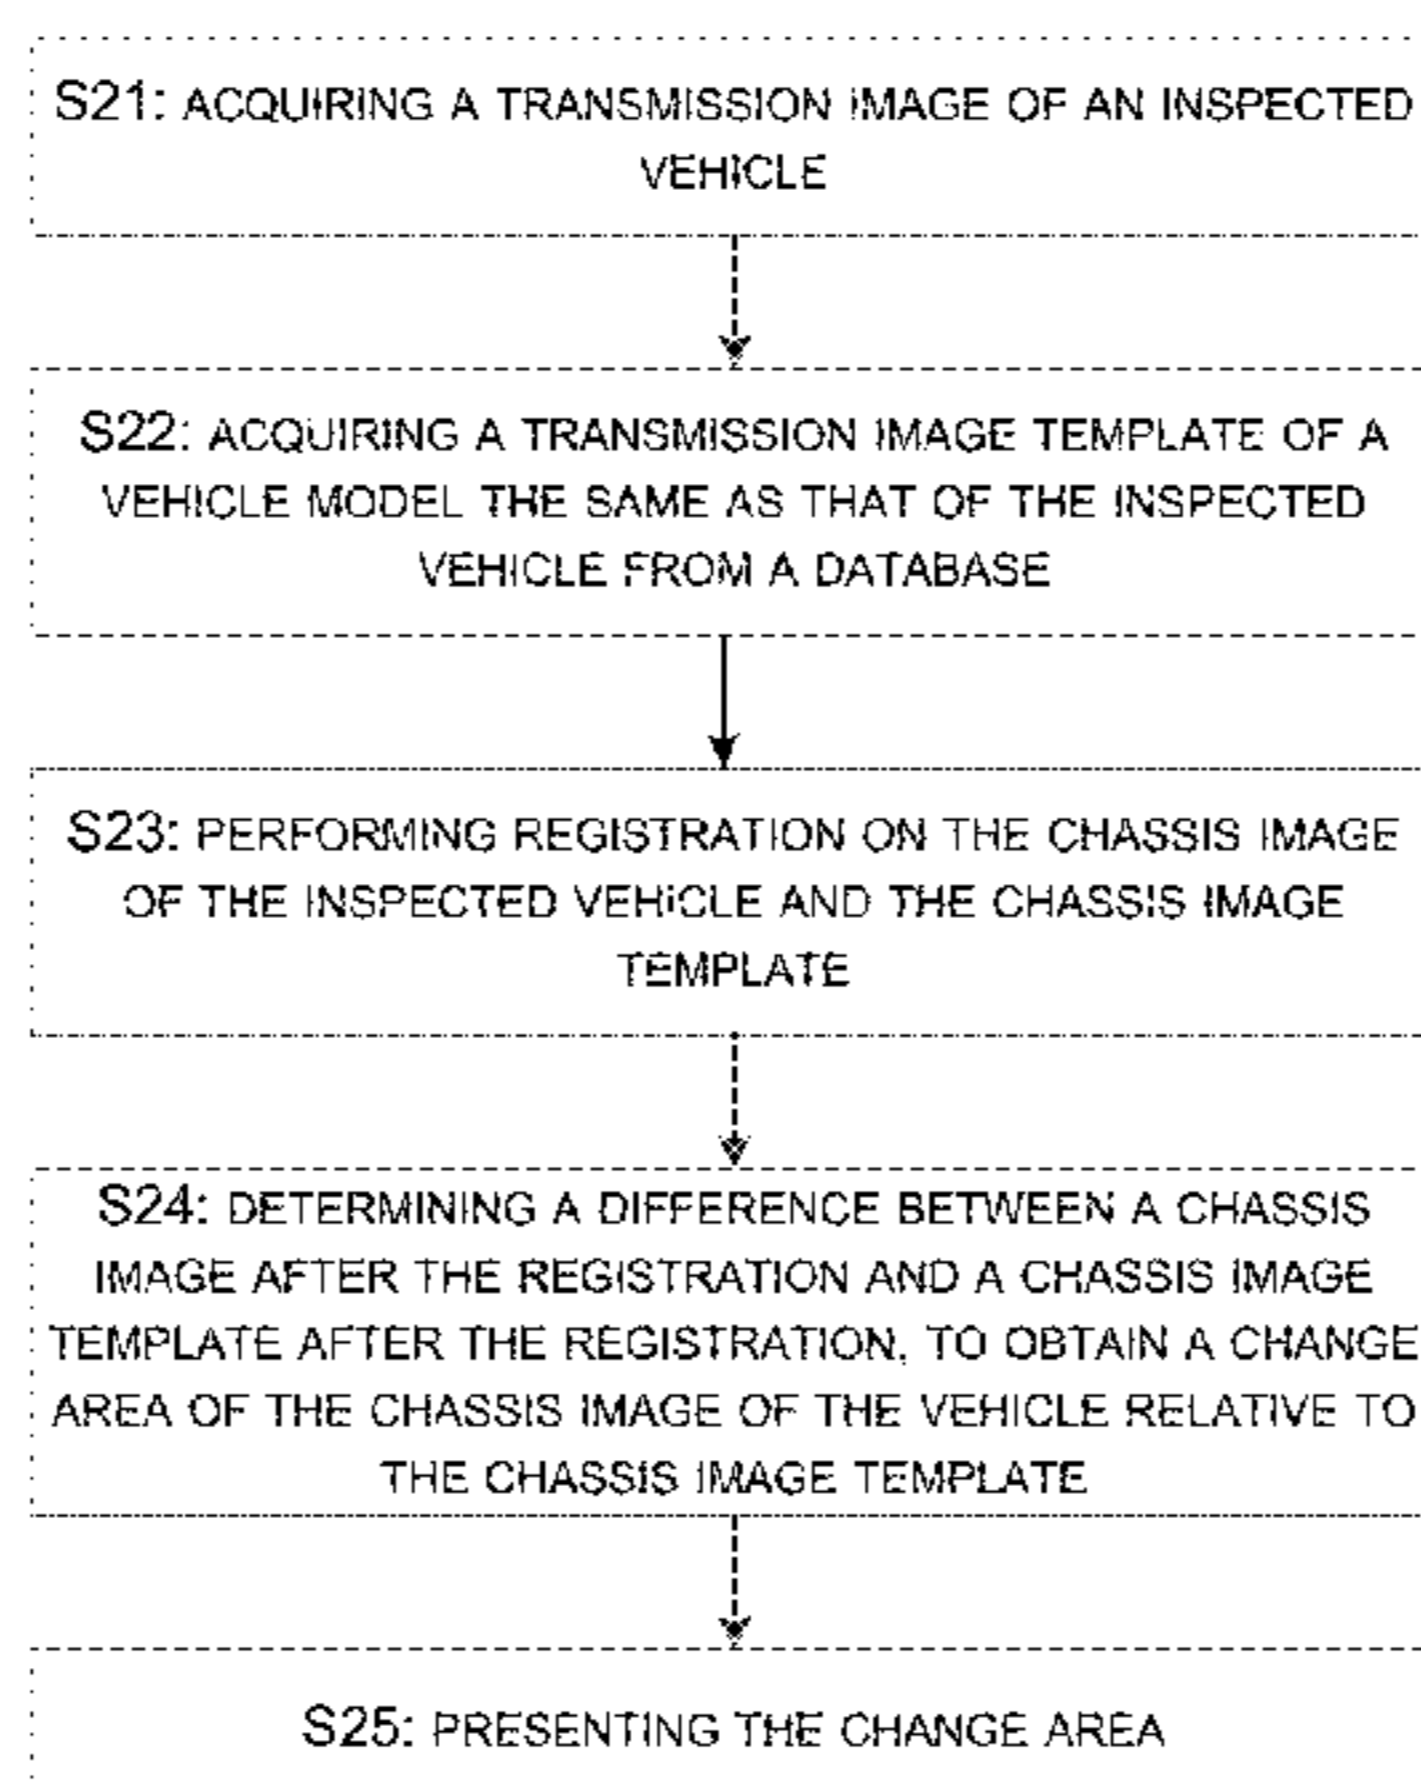 S21: ACQUIRING A TRANSMISSION IMAGE OF AN INSPECTED
VEHICLE
S22: ACQUIRING A TRANSMISSION IMAGE TEMPLATE OF A
VEHICLE MODEL THE SAME AS THAT OF THE INSPECTED
VEHICLE FROM A DATABASE
S23: PERFORMING REGISTRATION ON THE CHASSIS IMAGE
OF THE INSPECTED VEHICLE AND THE CHASSIS IMAGE
TEMPLATE
S24: DETERMINING A DIFFERENCE BETWEEN A CHASSIS
IMAGE AFTER THE REGISTRATION AND A CHASSIS IMAGE
TEMPLATE AFTER THE REGISTRATION, TO OBTAIN A CHANGE
AREA OF THE CHASSIS IMAGE OF THE VEHICLE RELATIVE TO
THE CHASSIS IMAGE TEMPLATE
S25: PRESENTING THE CHANGE AREA